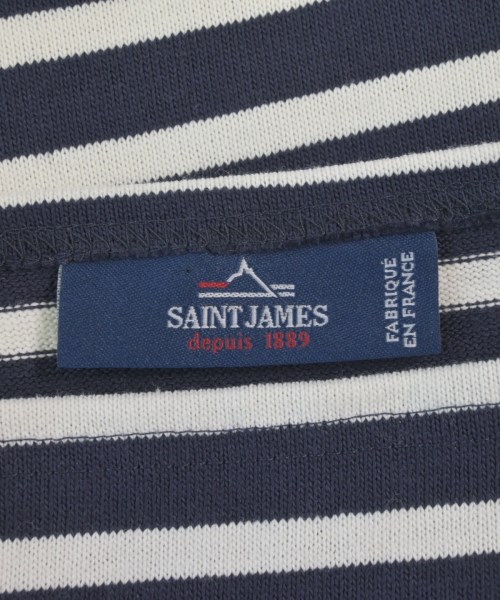 SAINT JAMES
depuis 1889
FABRIQUÉ
EN FRANCE